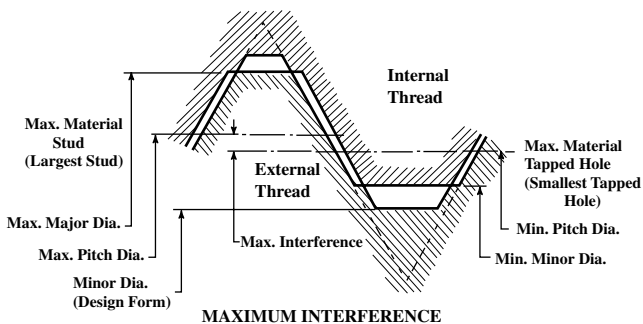 Internal
Thread
Max. Material
Stud
(Largest Stud)
Max. Material
Tapped Hole
(Smallest Tapped
Hole)
External
Thread
Max. Major Dia.
Min. Pitch Dia.
Max. Interference
Max. Pitch Dia.
Min. Minor Dia.
Minor Dia.
(Design Form)
MAXIMUM INTERFERENCE